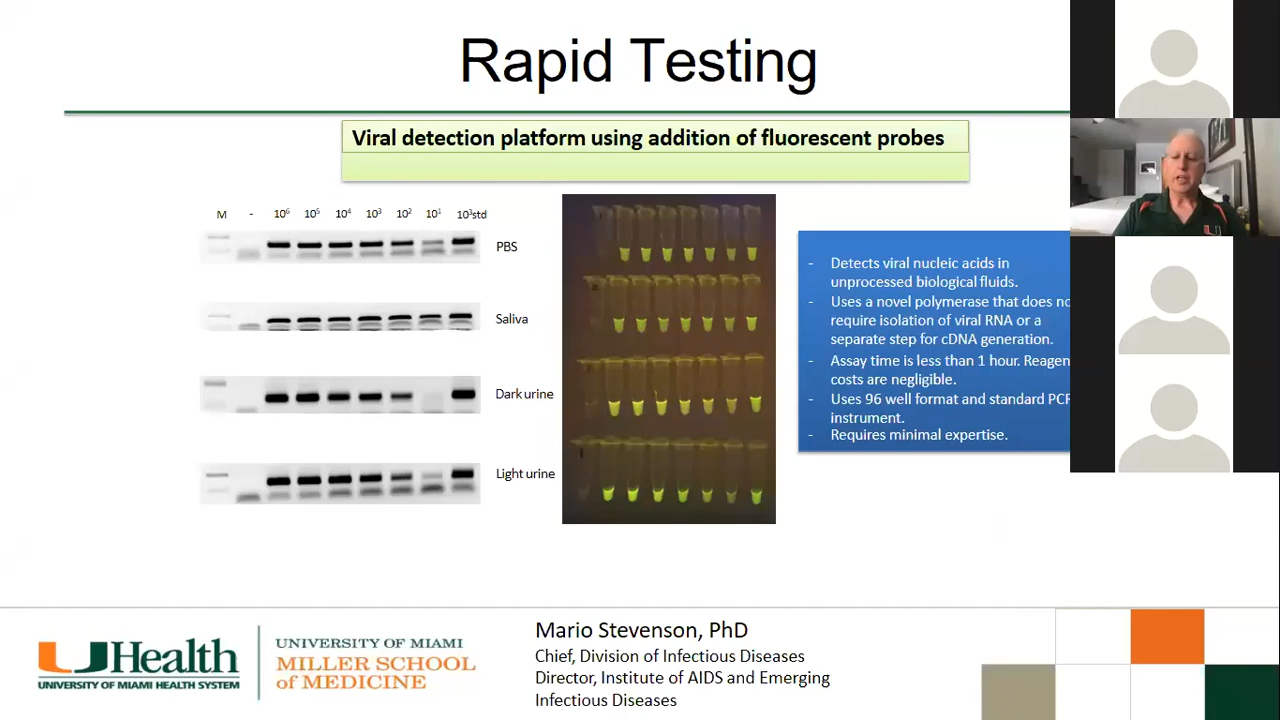 Rapid Testing
Viral detection platform using addition of fluorescent probes
M - 10⁶ 10⁵ 10⁴ 10³ 10² 10¹ 10³std
PBS
Saliva
Dark urine
Light urine
- Detects viral nucleic acids in
unprocessed biological fluids.
- Uses a novel polymerase that does no
require isolation of viral RNA or a
separate step for cDNA generation.
- Assay time is less than 1 hour. Reagen
costs are negligible.
- Uses 96 well format and standard PCR
instrument.
- Requires minimal expertise.
UHealth
UNIVERSITY OF MIAMI HEALTH SYSTEM
UNIVERSITY OF MIAMI
MILLER SCHOOL
of MEDICINE
Mario Stevenson, PhD
Chief, Division of Infectious Diseases
Director, Institute of AIDS and Emerging
Infectious Diseases